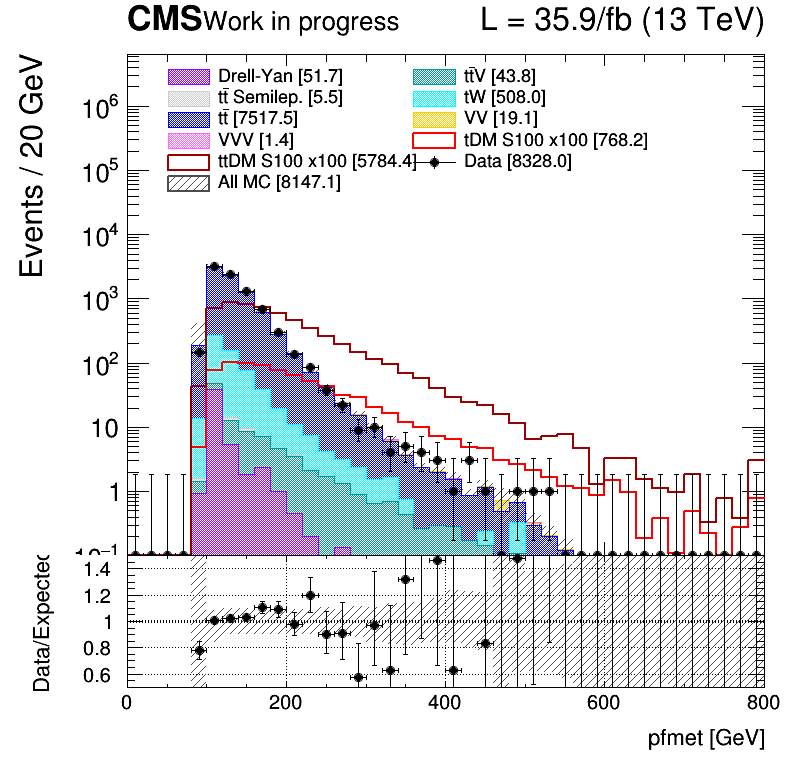 CMS Work in progress L = 35.9/fb (13 TeV)
Drell-Yan [51.7] tt̄V [43.8]
tt̄ Semilep. [5.5] tW [508.0]
tt̄ [7517.5] VV [19.1]
VVV [1.4] tDM S100 x100 [768.2]
ttDM S100 x100 [5784.4] Data [8328.0]
All MC [8147.1]
Events / 20 GeV
10⁶
10⁵
10⁴
10³
10²
10
1
10⁻¹
Data/Expected
1.4
1.2
1
0.8
0.6
0 200 400 600 800
pfmet [GeV]